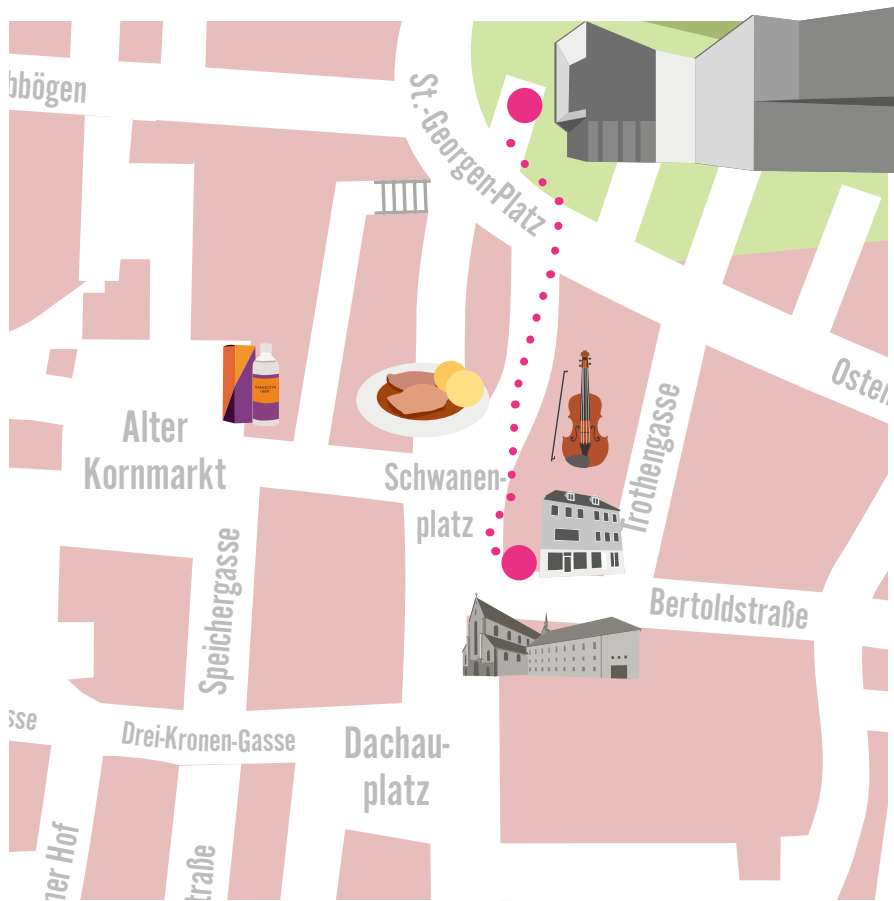 bbögen
St.-Georgen-Platz
Osten
Alter
Kornmarkt
Schwanen-
platz
Trothengasse
Speichergasse
Bertoldstraße
sse
Drei-Kronen-Gasse
Dachau-
platz
ner Hof
traße